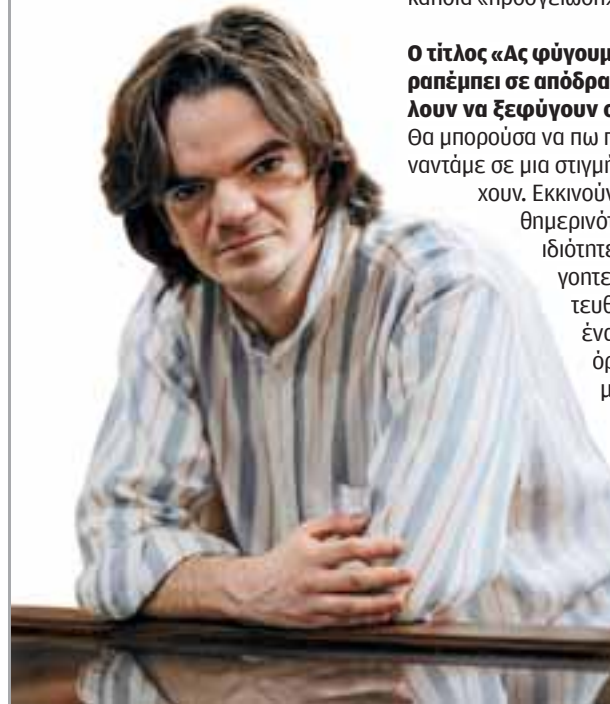 Ο τίτλος «Ας φύγουμ
ραπέμπει σε απόδρα
λουν να ξεφύγουν α
Θα μπορούσα να πω π
ναντάμε σε μια στιγμή
χουν. Εκκινούν
θημερινότ
ιδιότητε
γοητε
τευθ
ένα
όρ
μ